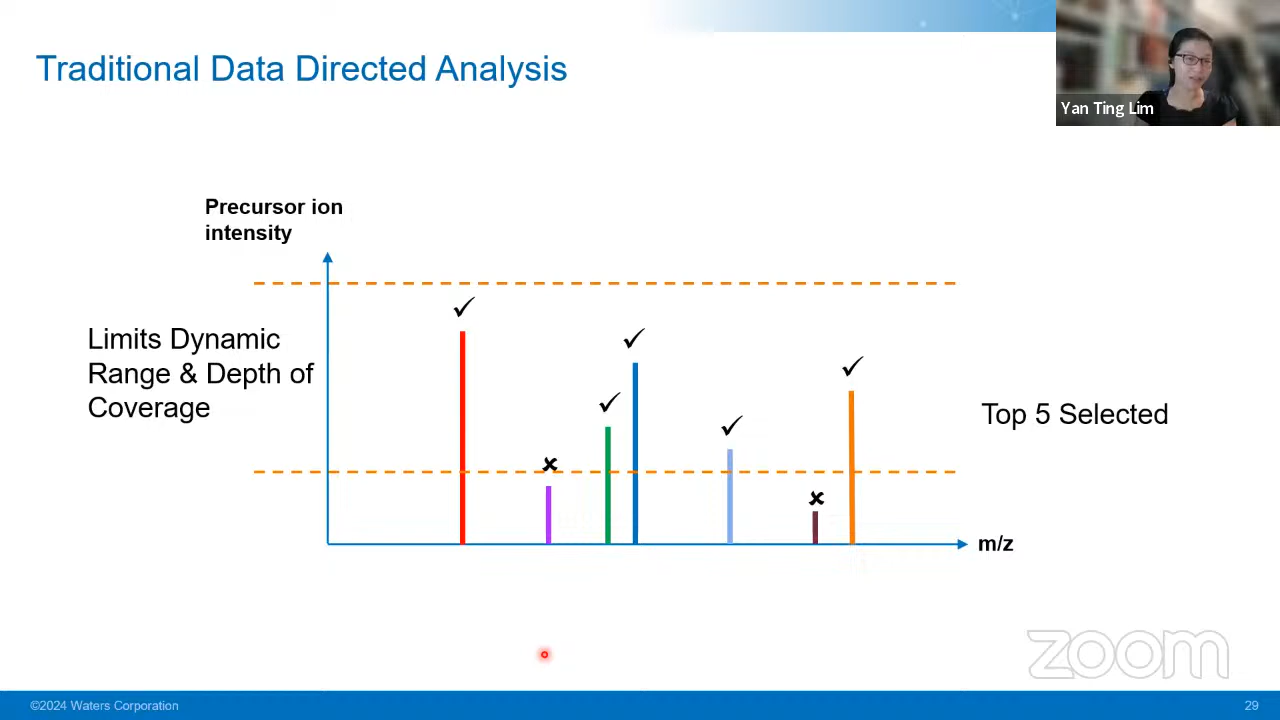 Traditional Data Directed Analysis
Yan Ting Lim
Precursor ion
intensity
Limits Dynamic
Range & Depth of
Coverage
Top 5 Selected
m/z
zoom
©2024 Waters Corporation
29